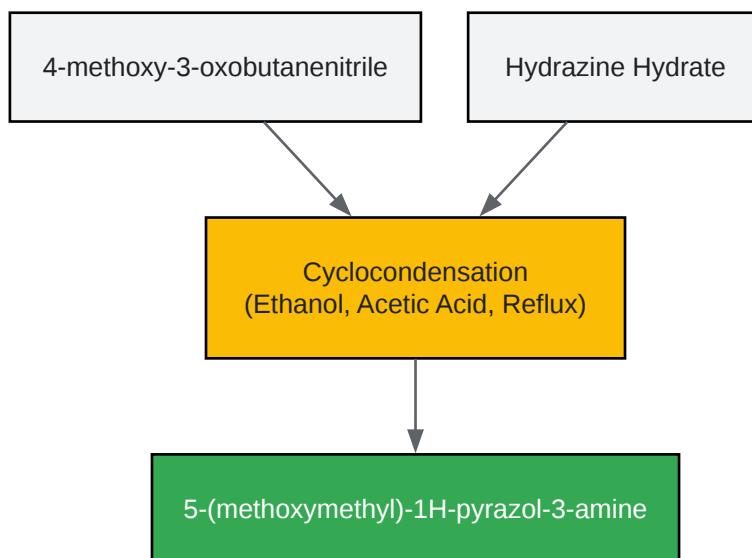 4-methoxy-3-oxobutanenitrile
Hydrazine Hydrate
Cyclocondensation
(Ethanol, Acetic Acid, Reflux)
5-(methoxymethyl)-1H-pyrazol-3-amine